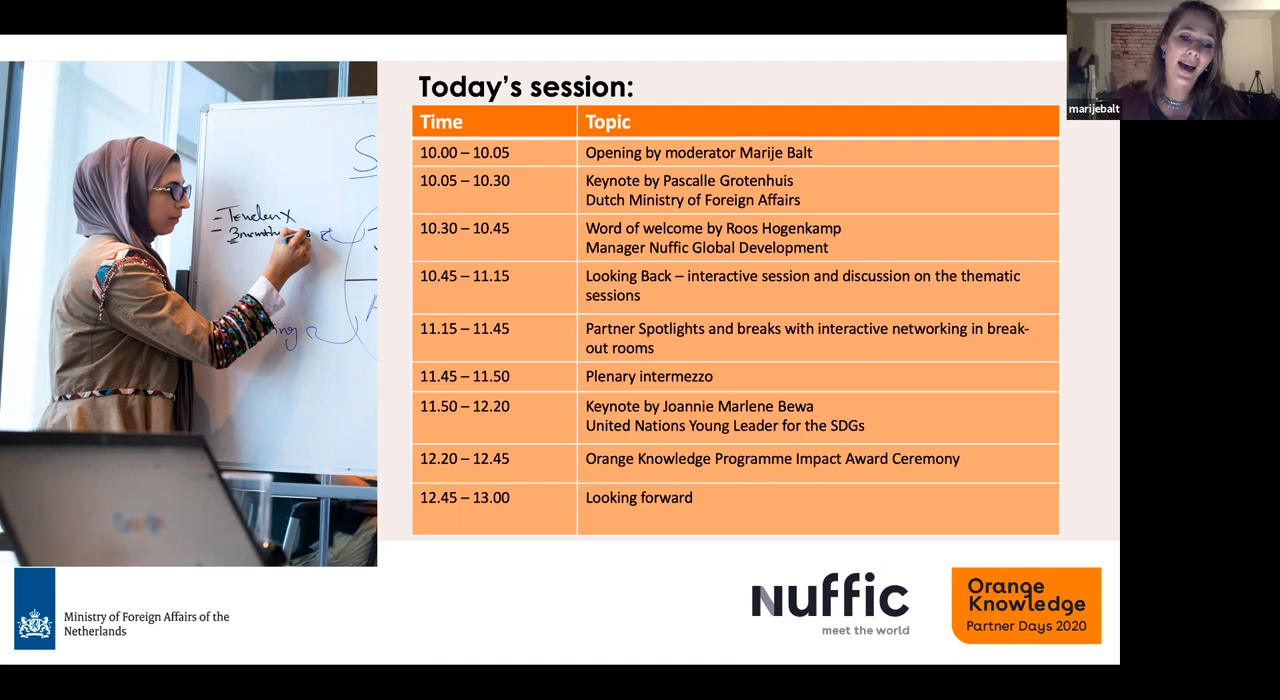 Today's session:
Time Topic
10.00 – 10.05 Opening by moderator Marije Balt
10.05 – 10.30 Keynote by Pascalle Grotenhuis
Dutch Ministry of Foreign Affairs
10.30 – 10.45 Word of welcome by Roos Hogenkamp
Manager Nuffic Global Development
10.45 – 11.15 Looking Back – interactive session and discussion on the thematic
sessions
11.15 – 11.45 Partner Spotlights and breaks with interactive networking in break-
out rooms
11.45 – 11.50 Plenary intermezzo
11.50 – 12.20 Keynote by Joannie Marlene Bewa
United Nations Young Leader for the SDGs
12.20 – 12.45 Orange Knowledge Programme Impact Award Ceremony
12.45 – 13.00 Looking forward
marijebalt
Google
Ministry of Foreign Affairs of the
Netherlands
nuffic
meet the world
Orange
Knowledge
Partner Days 2020